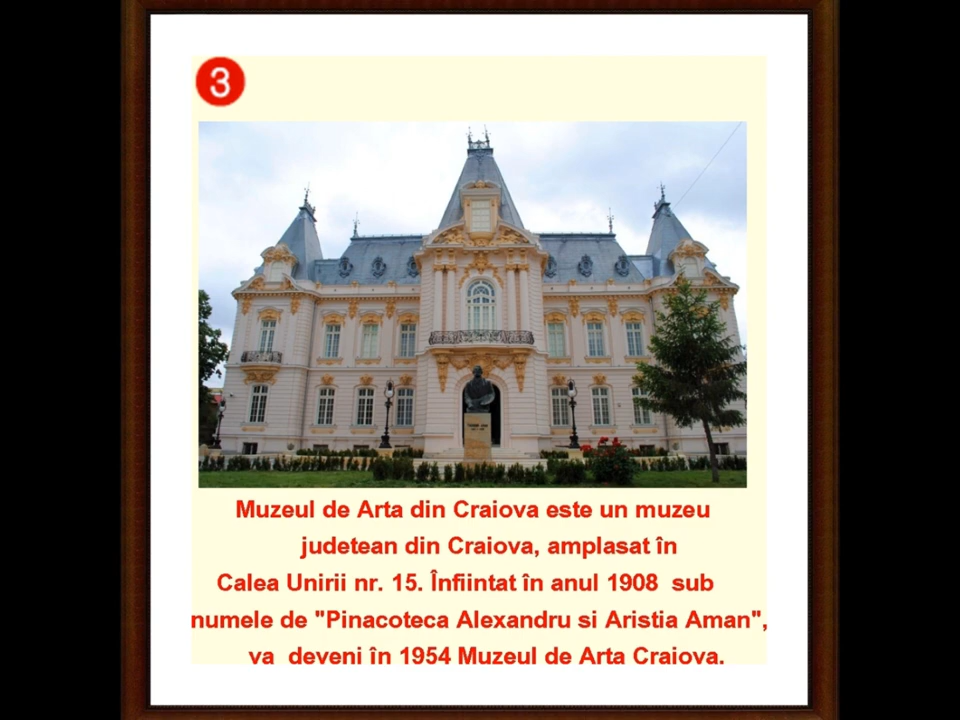 3
Muzeul de Arta din Craiova este un muzeu
judetean din Craiova, amplasat în
Calea Unirii nr. 15. Înfiintat în anul 1908 sub
numele de "Pinacoteca Alexandru si Aristia Aman",
va deveni în 1954 Muzeul de Arta Craiova.